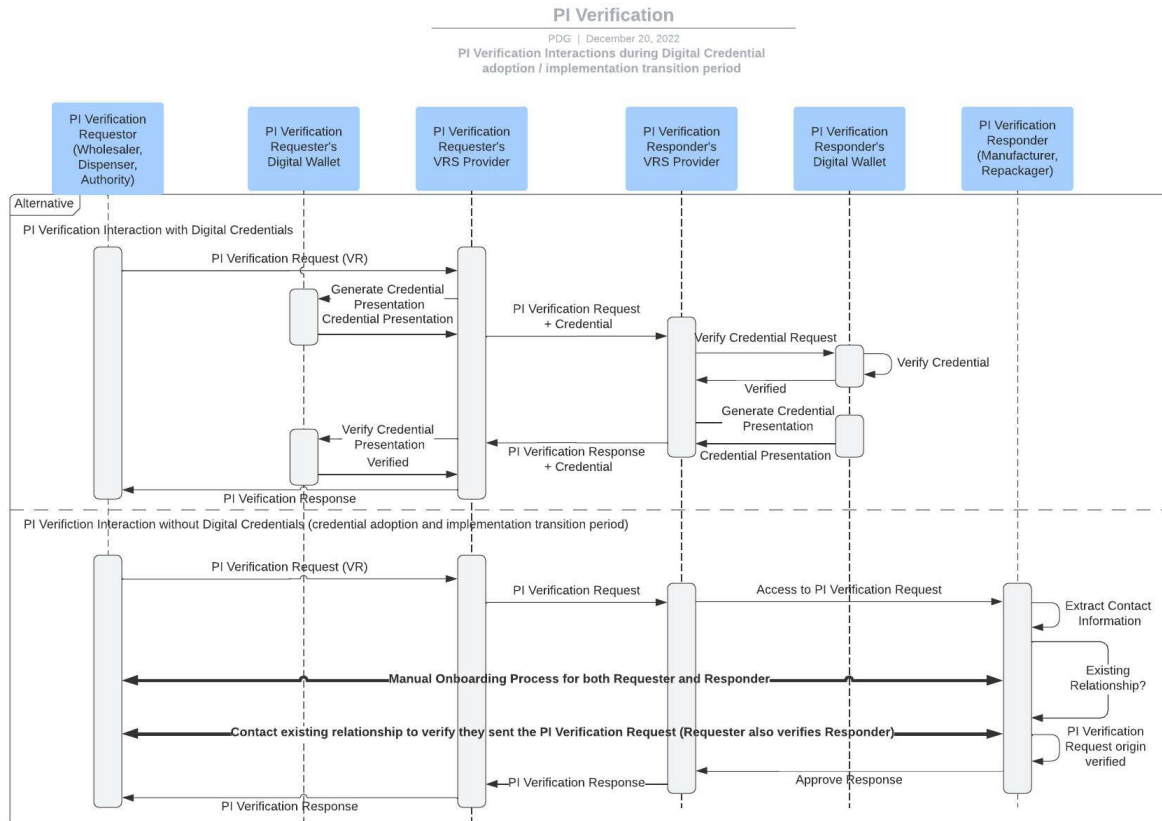 PI Verification
PDG | December 20, 2022
PI Verification Interactions during Digital Credential
adoption / implementation transition period
PI Verification
Requestor
(Wholesaler,
Dispenser,
Authority)
PI Verification
Requester's
Digital Wallet
PI Verification
Requester's
VRS Provider
PI Verification
Responder's
VRS Provider
PI Verification
Responder's
Digital Wallet
PI Verification
Responder
(Manufacturer,
Repackager)
Alternative
PI Verification Interaction with Digital Credentials
PI Verification Request (VR)
Generate Credential
Presentation
Credential Presentation
PI Verification Request
+ Credential
Verify Credential Request
Verify Credential
Verified
Generate Credential
Presentation
Credential Presentation
PI Verification Response
+ Credential
Verify Credential
Presentation
Verified
PI Veification Response
PI Verifiction Interaction without Digital Credentials (credential adoption and implementation transition period)
PI Verification Request (VR)
PI Verification Request
Access to PI Verification Request
Extract Contact
Information
Existing
Relationship?
Manual Onboarding Process for both Requester and Responder
Contact existing relationship to verify they sent the PI Verification Request (Requester also verifies Responder)
PI Verification
Request origin
verified
Approve Response
PI Verification Response
PI Verification Response